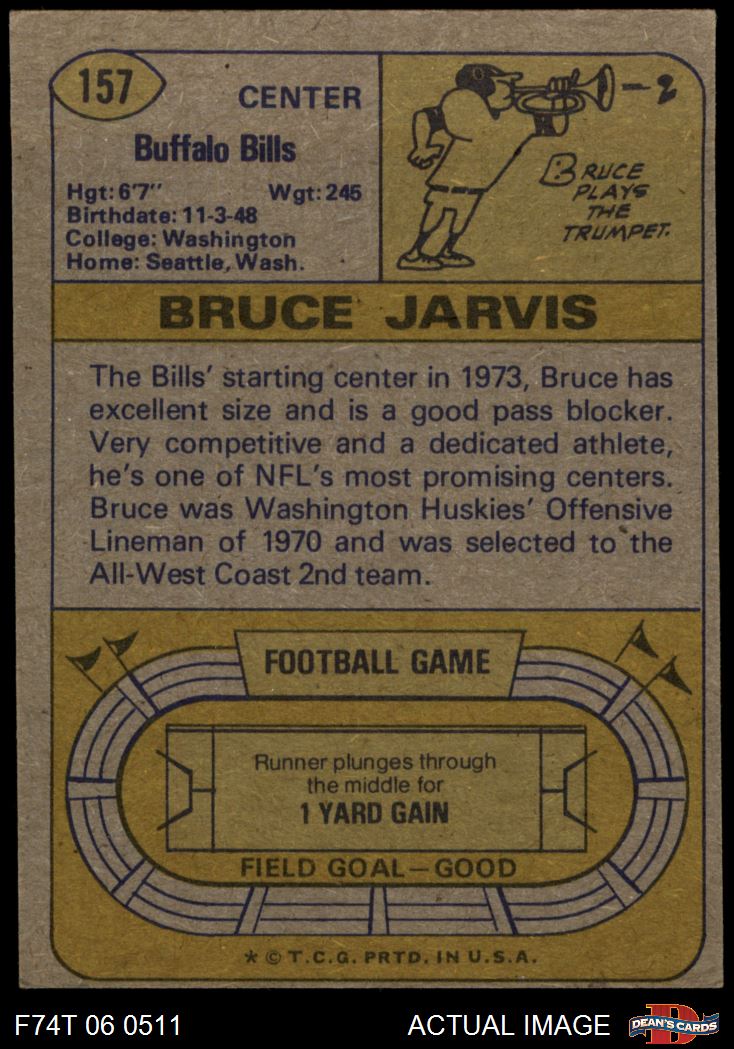 157
CENTER
Buffalo Bills
Hgt: 6'7" Wgt: 245
Birthdate: 11-3-48
College: Washington
Home: Seattle, Wash.
-2
BRUCE
PLAYS
THE
TRUMPET.
BRUCE JARVIS
The Bills' starting center in 1973, Bruce has
excellent size and is a good pass blocker.
Very competitive and a dedicated athlete,
he's one of NFL's most promising centers.
Bruce was Washington Huskies' Offensive
Lineman of 1970 and was selected to the
All-West Coast 2nd team.
FOOTBALL GAME
Runner plunges through
the middle for
1 YARD GAIN
FIELD GOAL—GOOD
* © T.C.G. PRTD. IN U.S.A.
F74T 06 0511 ACTUAL IMAGE
D
DEAN'S CARDS